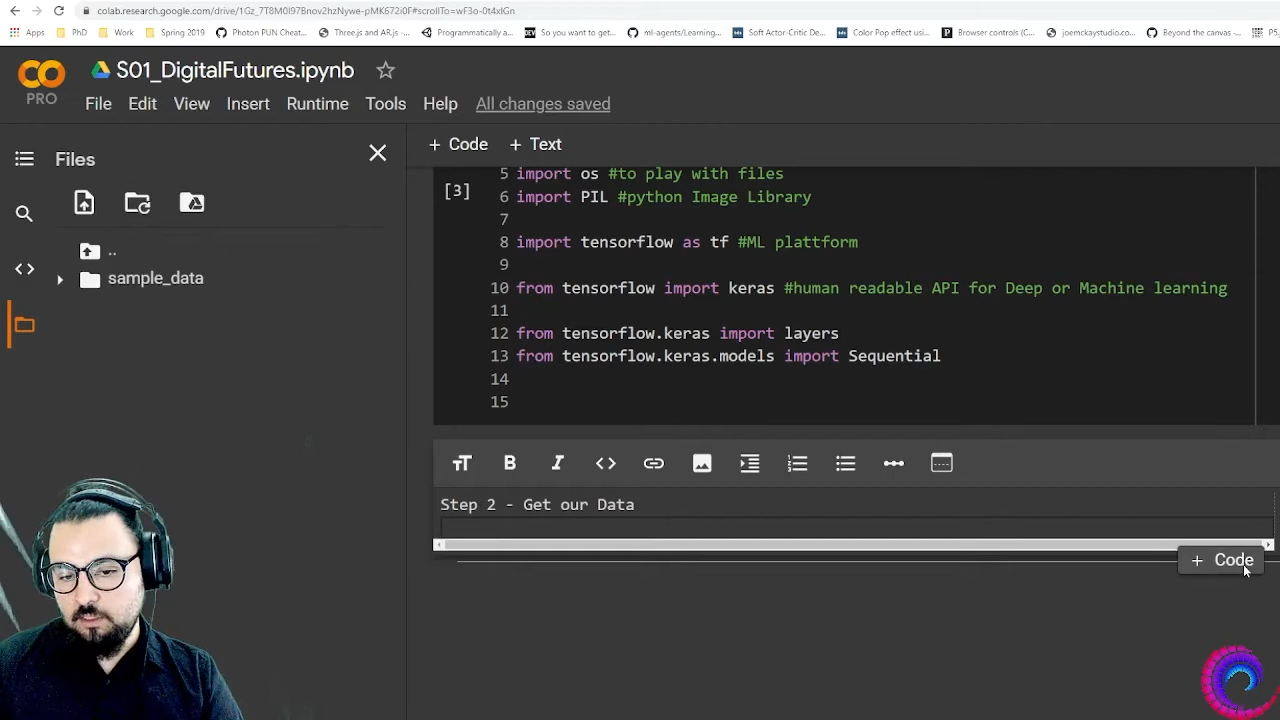 colab.research.google.com/drive/1Gz_7T8M0I97Bnov2hzNywe-pMK672i0F#scrollTo=wF3o-0t4xIGn
Apps PhD Work Spring 2019 Photon PUN Cheat... Three.js and AR.js -... Programmatically a... So you want to get... ml-agents/Learning... Soft Actor-Critic De... Color Pop effect usi... Browser controls (C... joemckaystudio.co... Beyond the canvas -... P5.
CO
PRO
S01_DigitalFutures.ipynb
File Edit View Insert Runtime Tools Help All changes saved
Files
+ Code + Text
..
sample_data
[3]
5 import os #to play with files
6 import PIL #python Image Library
7
8 import tensorflow as tf #ML plattform
9
10 from tensorflow import keras #human readable API for Deep or Machine learning
11
12 from tensorflow.keras import layers
13 from tensorflow.keras.models import Sequential
14
15
Step 2 - Get our Data
+ Code